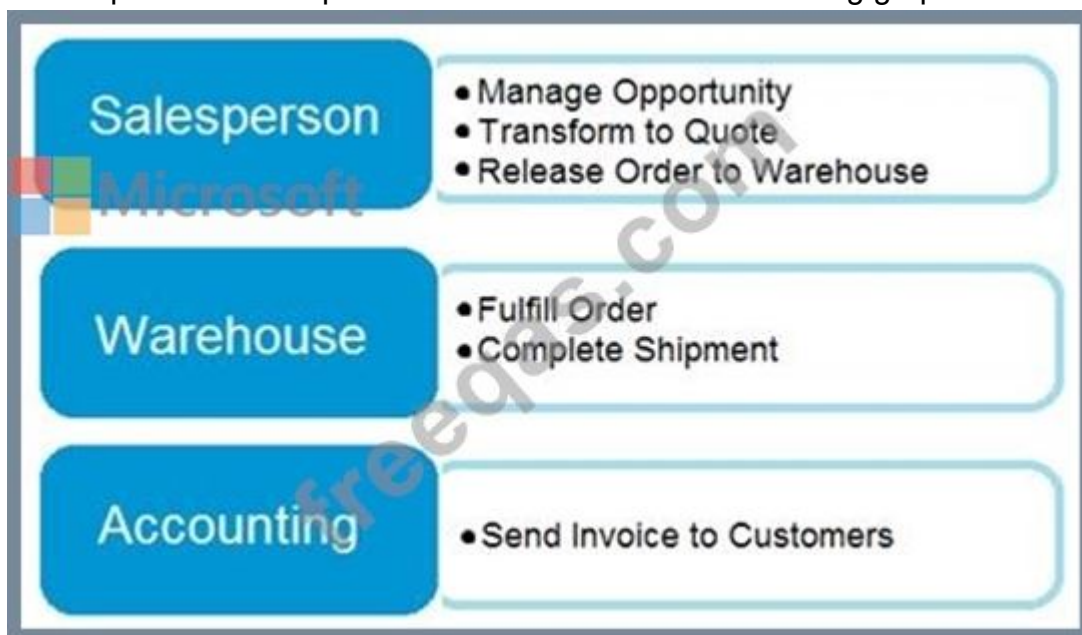 Salesperson
• Manage Opportunity
• Transform to Quote
• Release Order to Warehouse
Microsoft
Warehouse
• Fulfill Order
• Complete Shipment
Accounting
• Send Invoice to Customers
freeqas.com